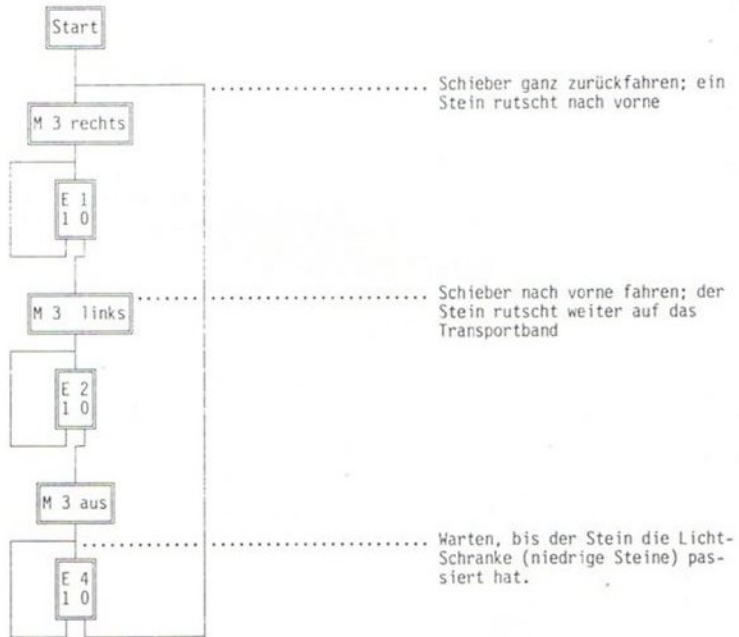 Start
Schieber ganz zurückfahren; ein
Stein rutscht nach vorne
M 3 rechts
E 1
1 0
M 3 links
Schieber nach vorne fahren; der
Stein rutscht weiter auf das
Transportband
E 2
1 0
M 3 aus
Warten, bis der Stein die Licht-
Schranke (niedrige Steine) pas-
siert hat.
E 4
1 0